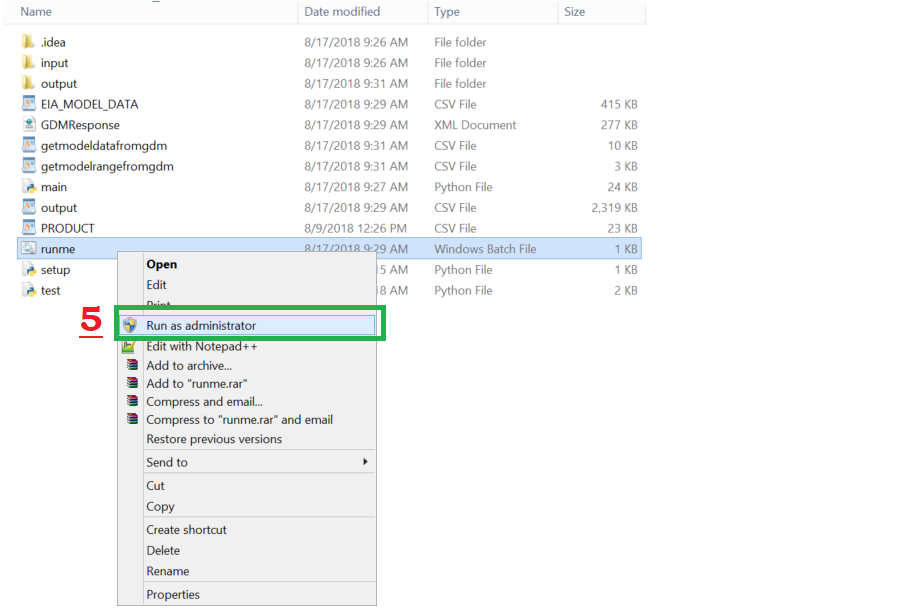 Name Date modified Type Size
.idea 8/17/2018 9:26 AM File folder
input 8/17/2018 9:26 AM File folder
output 8/17/2018 9:31 AM File folder
EIA_MODEL_DATA 8/17/2018 9:29 AM CSV File 415 KB
GDMResponse 8/17/2018 9:29 AM XML Document 277 KB
getmodeldatafromgdm 8/17/2018 9:31 AM CSV File 10 KB
getmodelrangefromgdm 8/17/2018 9:31 AM CSV File 3 KB
main 8/17/2018 9:27 AM Python File 24 KB
output 8/17/2018 9:29 AM CSV File 2,319 KB
PRODUCT 8/9/2018 12:26 PM CSV File 23 KB
runme 8/17/2018 9:29 AM Windows Batch File 1 KB
setup 15 AM Python File 1 KB
test 18 AM Python File 2 KB
Open
Edit
Print
5 Run as administrator
Edit with Notepad++
Add to archive...
Add to "runme.rar"
Compress and email...
Compress to "runme.rar" and email
Restore previous versions
Send to
Cut
Copy
Create shortcut
Delete
Rename
Properties